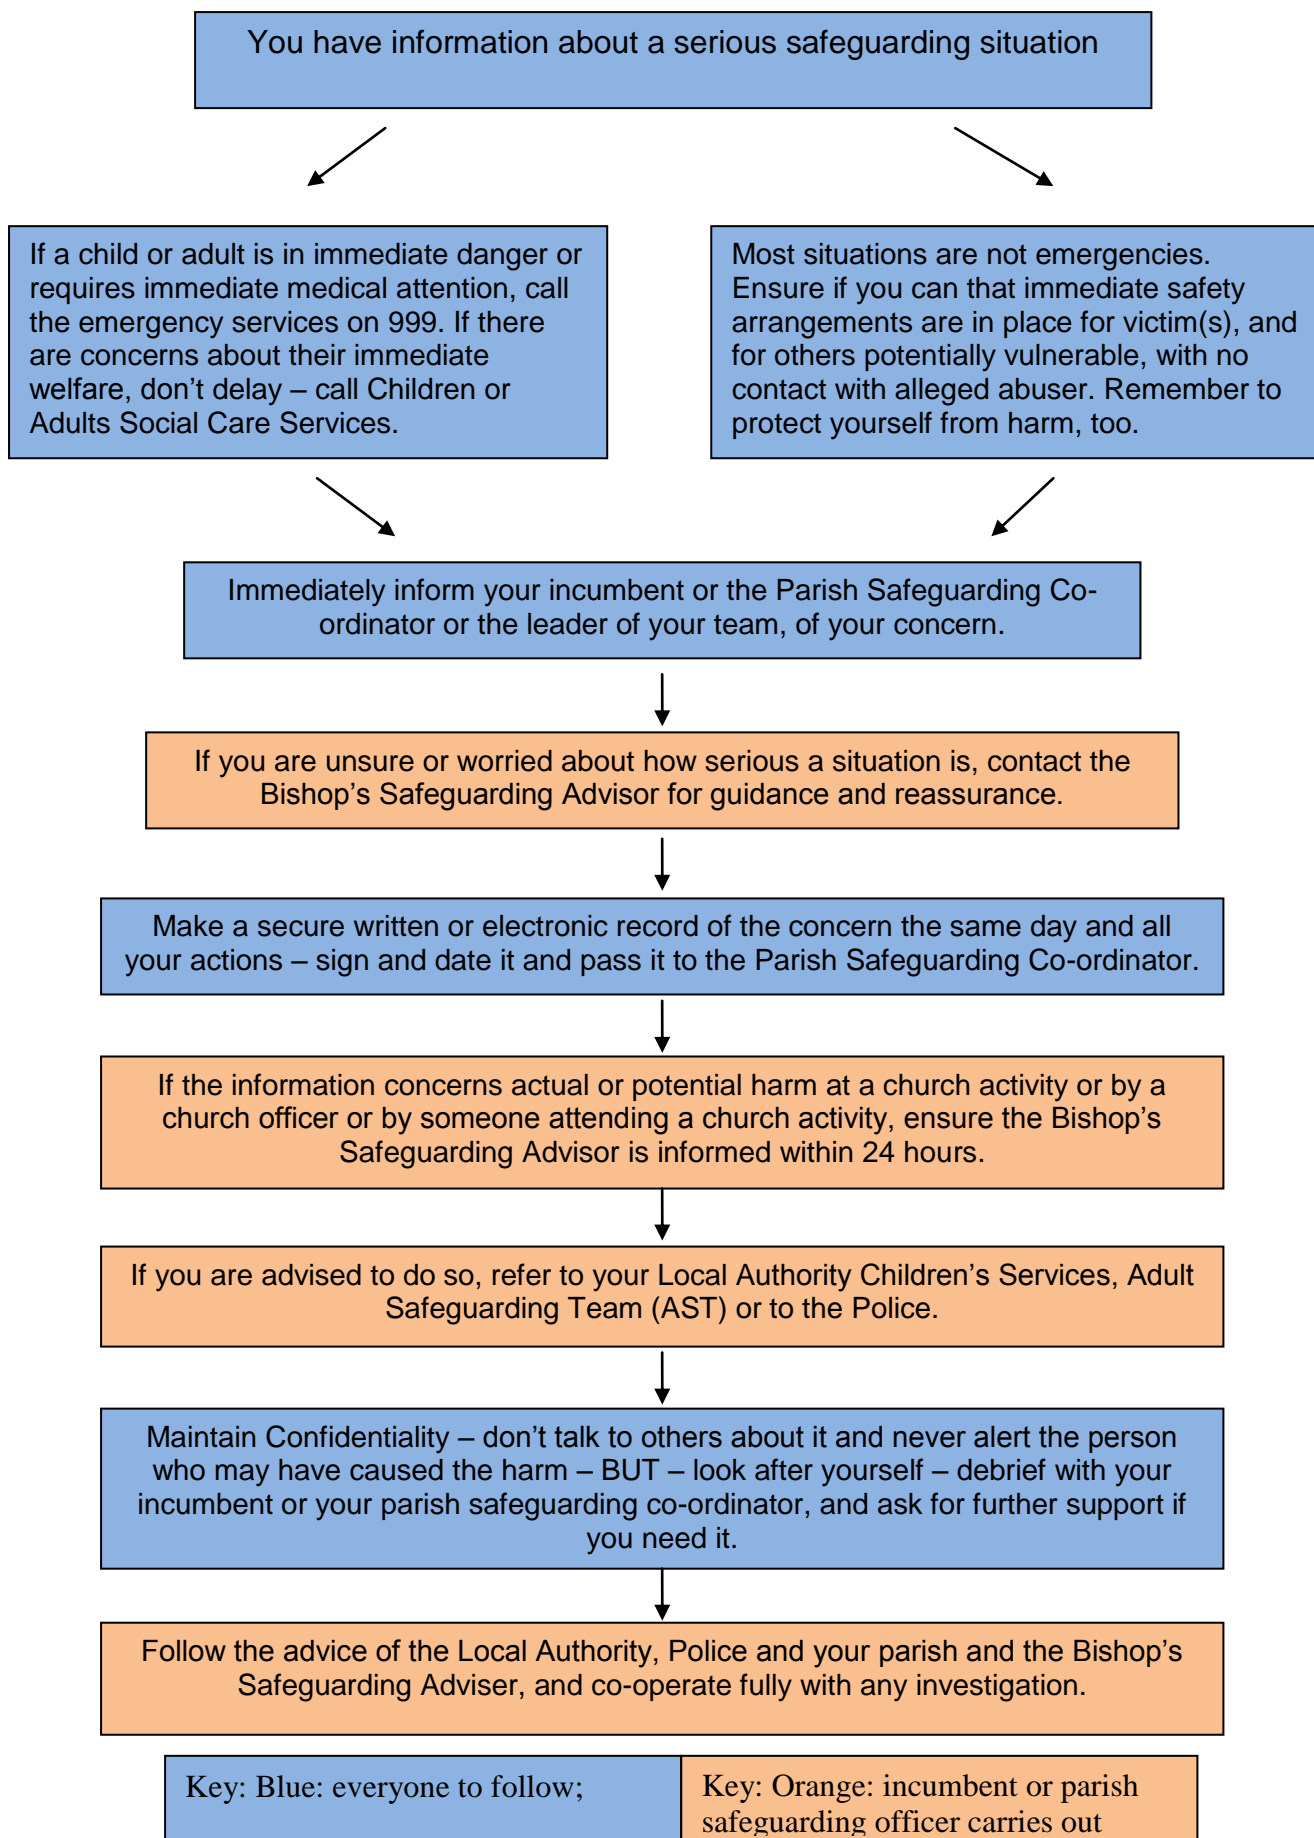 You have information about a serious safeguarding situation
If a child or adult is in immediate danger or
requires immediate medical attention, call
the emergency services on 999. If there
are concerns about their immediate
welfare, don’t delay – call Children or
Adults Social Care Services.
Most situations are not emergencies.
Ensure if you can that immediate safety
arrangements are in place for victim(s), and
for others potentially vulnerable, with no
contact with alleged abuser. Remember to
protect yourself from harm, too.
Immediately inform your incumbent or the Parish Safeguarding Co-
ordinator or the leader of your team, of your concern.
If you are unsure or worried about how serious a situation is, contact the
Bishop’s Safeguarding Advisor for guidance and reassurance.
Make a secure written or electronic record of the concern the same day and all
your actions – sign and date it and pass it to the Parish Safeguarding Co-ordinator.
If the information concerns actual or potential harm at a church activity or by a
church officer or by someone attending a church activity, ensure the Bishop’s
Safeguarding Advisor is informed within 24 hours.
If you are advised to do so, refer to your Local Authority Children’s Services, Adult
Safeguarding Team (AST) or to the Police.
Maintain Confidentiality – don’t talk to others about it and never alert the person
who may have caused the harm – BUT – look after yourself – debrief with your
incumbent or your parish safeguarding co-ordinator, and ask for further support if
you need it.
Follow the advice of the Local Authority, Police and your parish and the Bishop’s
Safeguarding Adviser, and co-operate fully with any investigation.
Key: Blue: everyone to follow;
Key: Orange: incumbent or parish
safeguarding officer carries out